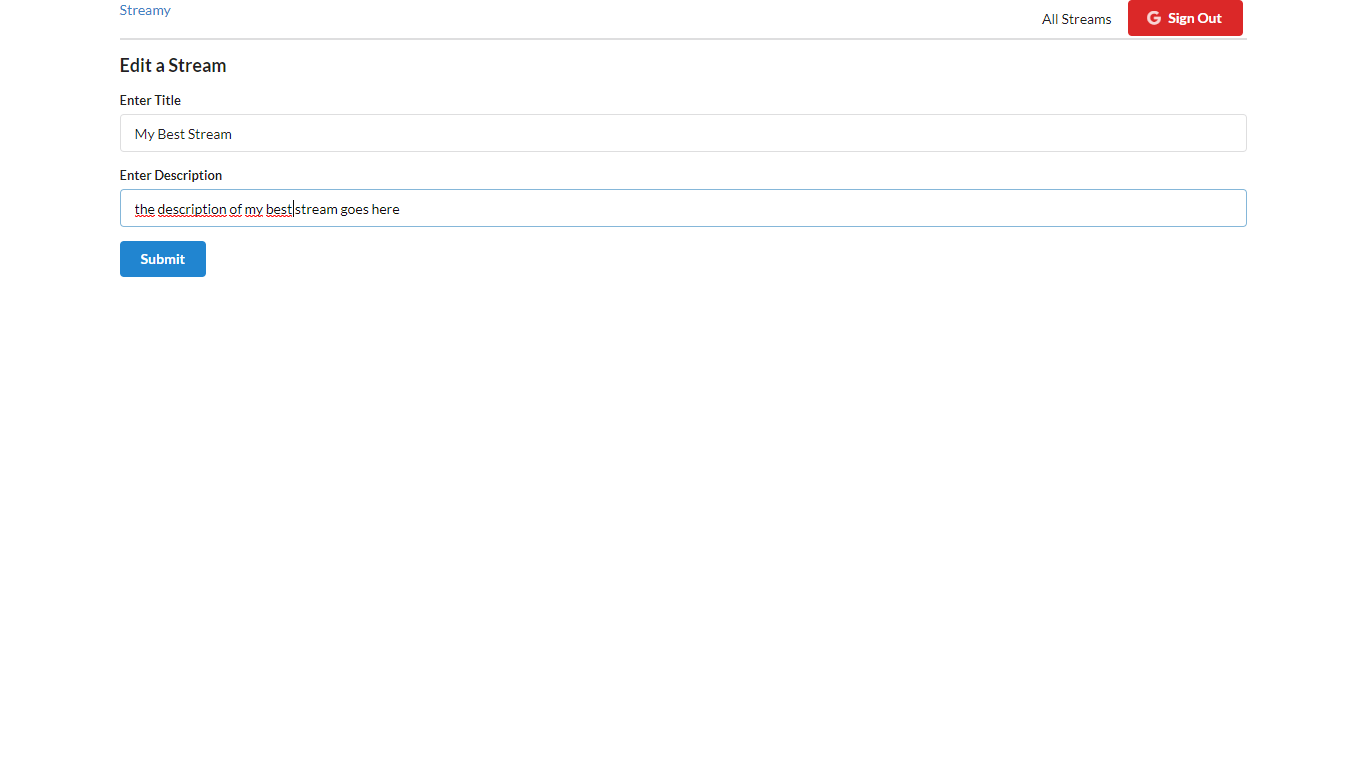 Streamy
All Streams
Sign Out
Edit a Stream
Enter Title
My Best Stream
Enter Description
the description of my best stream goes here
Submit